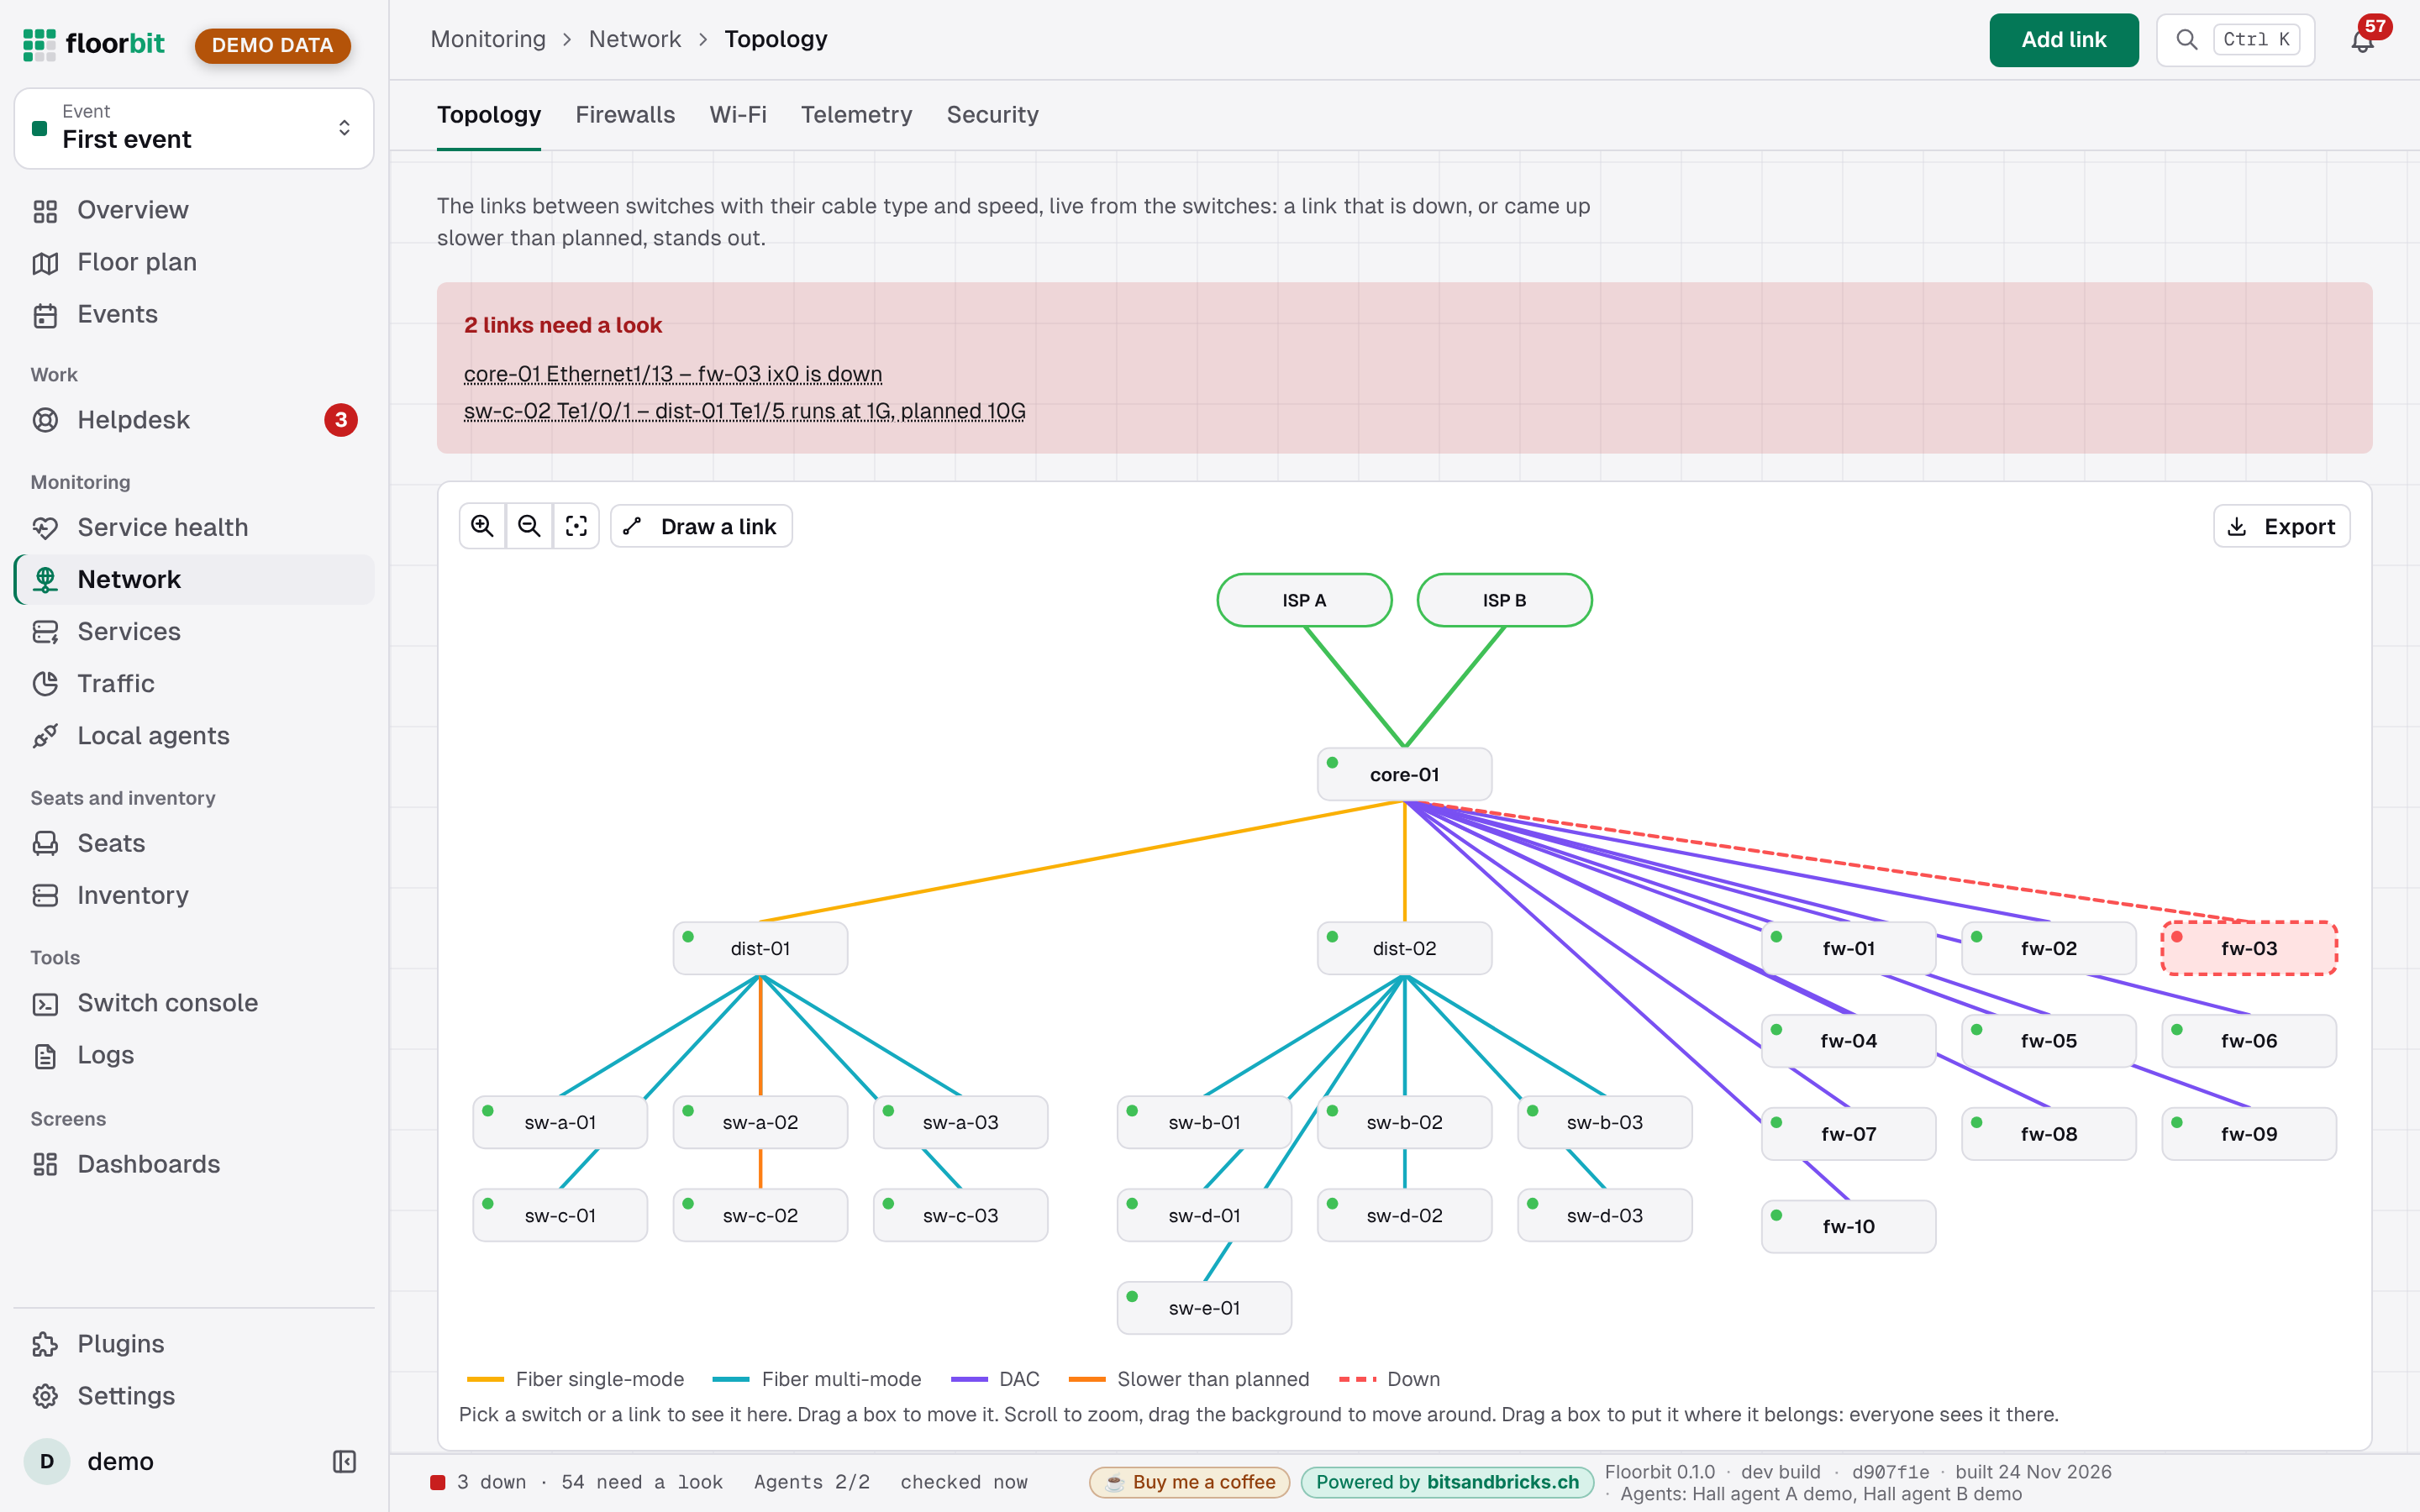 floorbit
DEMO DATA
Event
First event
Overview
Floor plan
Events
Work
Helpdesk
3
Monitoring
Service health
Network
Services
Traffic
Local agents
Seats and inventory
Seats
Inventory
Tools
Switch console
Logs
Screens
Dashboards
Plugins
Settings
D
demo
Monitoring > Network > Topology
Add link
Ctrl K
57
Topology
Firewalls
Wi-Fi
Telemetry
Security
The links between switches with their cable type and speed, live from the switches: a link that is down, or came up
slower than planned, stands out.
2 links need a look
core-01 Ethernet1/13 – fw-03 ix0 is down
sw-c-02 Te1/0/1 – dist-01 Te1/5 runs at 1G, planned 10G
Draw a link
Export
ISP A
ISP B
core-01
dist-01
dist-02
fw-01
fw-02
fw-03
fw-04
fw-05
fw-06
sw-a-01
sw-a-02
sw-a-03
sw-b-01
sw-b-02
sw-b-03
fw-07
fw-08
fw-09
sw-c-01
sw-c-02
sw-c-03
sw-d-01
sw-d-02
sw-d-03
fw-10
sw-e-01
Fiber single-mode
Fiber multi-mode
DAC
Slower than planned
Down
Pick a switch or a link to see it here. Drag a box to move it. Scroll to zoom, drag the background to move around. Drag a box to put it where it belongs: everyone sees it there.
3 down · 54 need a look
Agents 2/2
checked now
Buy me a coffee
Powered by bitsandbricks.ch
Floorbit 0.1.0 · dev build · d907f1e · built 24 Nov 2026
· Agents: Hall agent A demo, Hall agent B demo